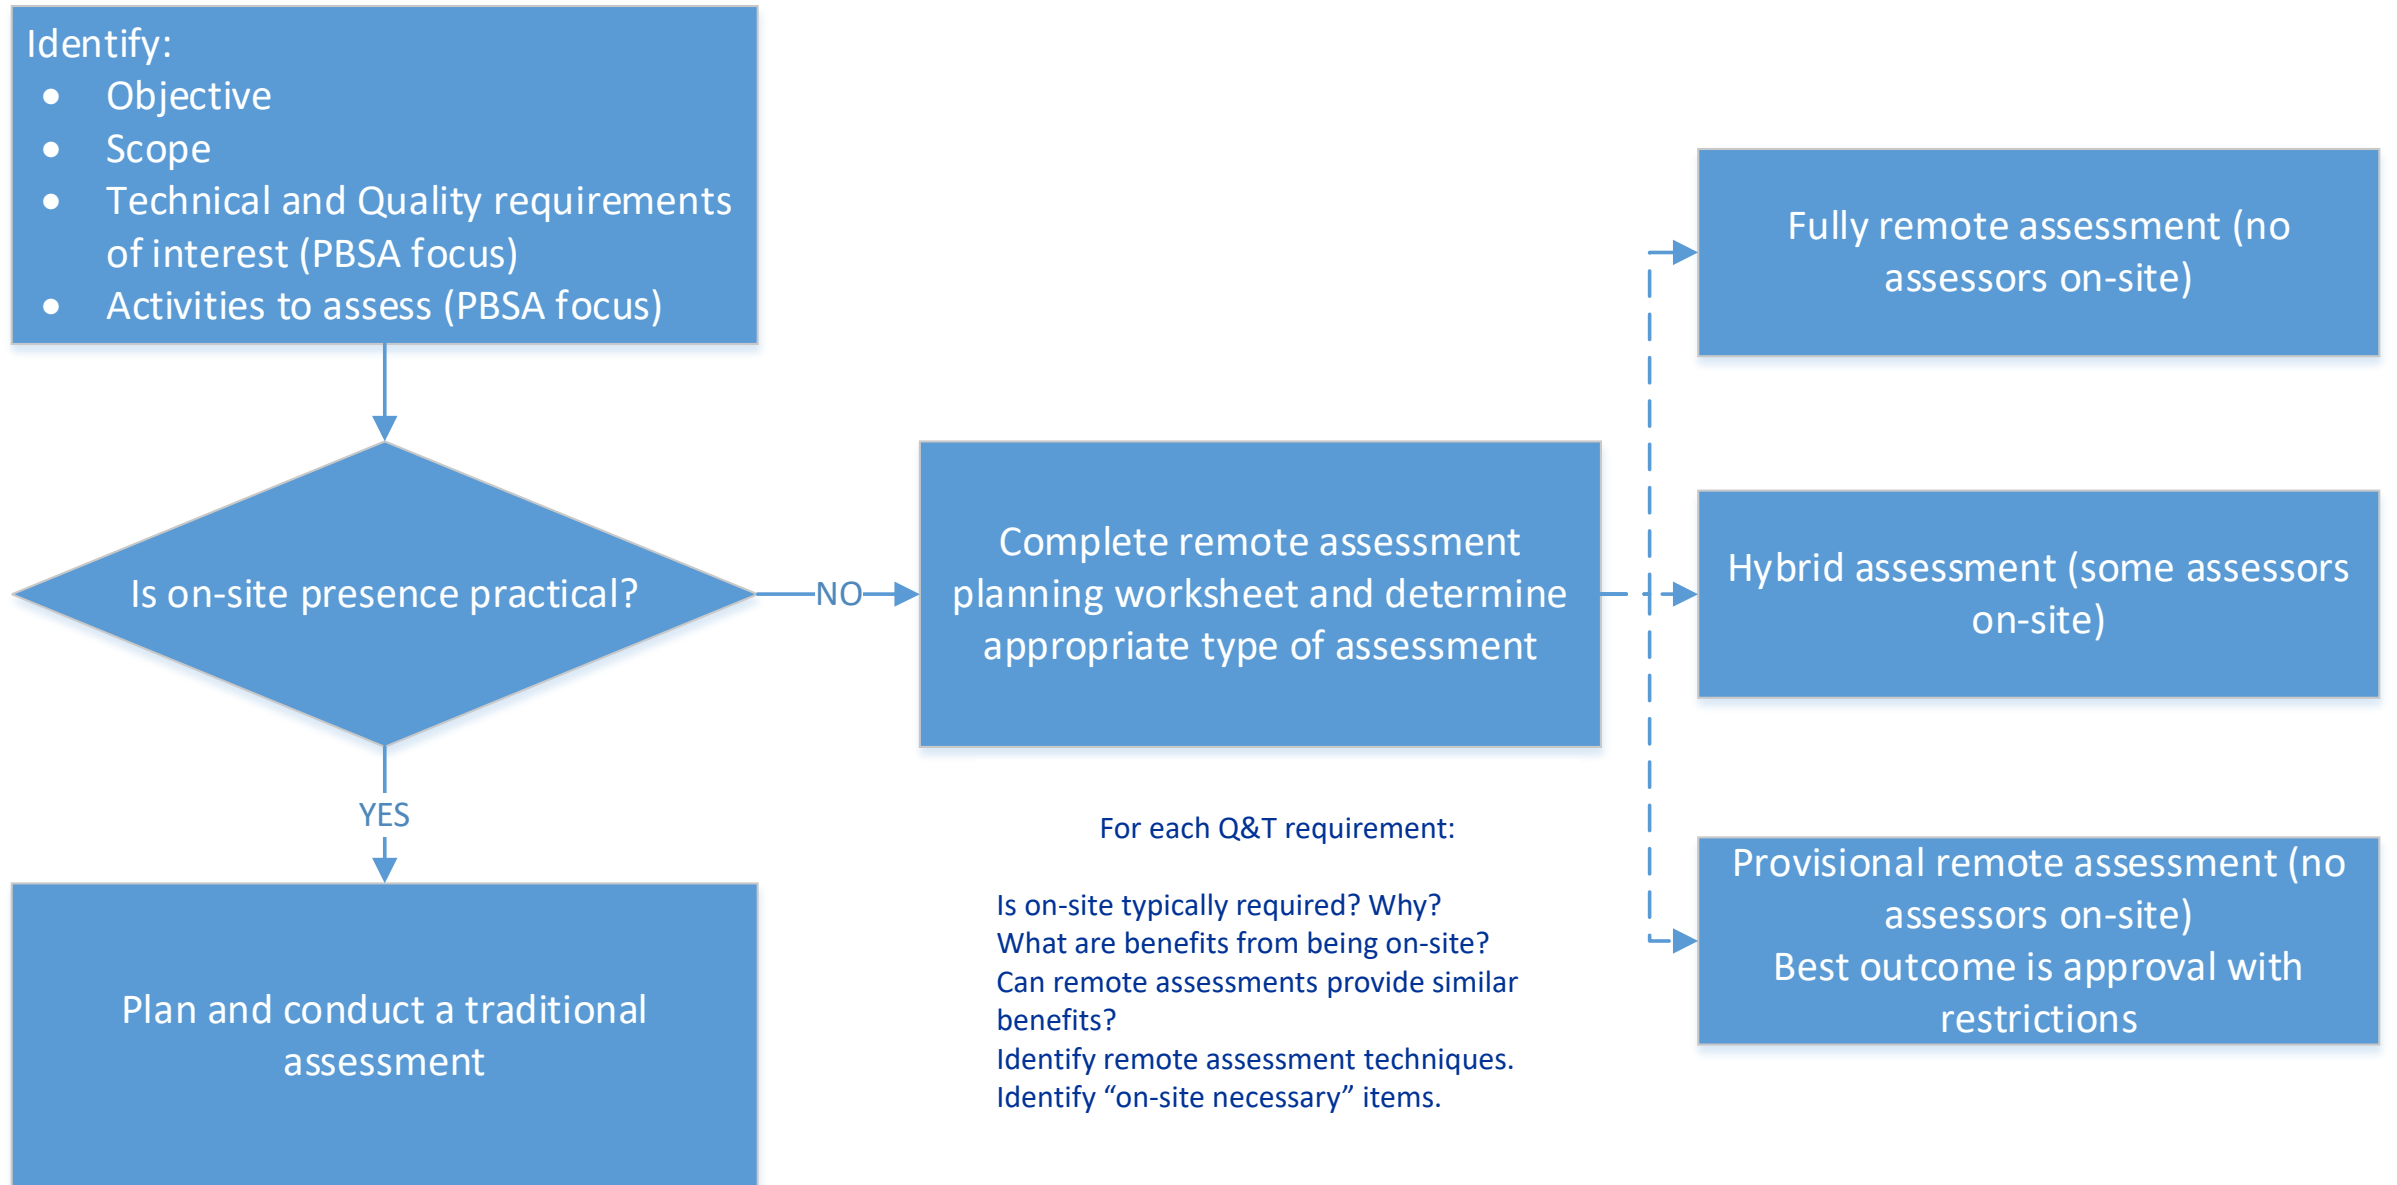 Identify:
• Objective
• Scope
• Technical and Quality requirements
of interest (PBSA focus)
• Activities to assess (PBSA focus)
Is on-site presence practical?
NO
YES
Plan and conduct a traditional
assessment
Complete remote assessment
planning worksheet and determine
appropriate type of assessment
For each Q&T requirement:
Is on-site typically required? Why?
What are benefits from being on-site?
Can remote assessments provide similar
benefits?
Identify remote assessment techniques.
Identify “on-site necessary” items.
Fully remote assessment (no
assessors on-site)
Hybrid assessment (some assessors
on-site)
Provisional remote assessment (no
assessors on-site)
Best outcome is approval with
restrictions